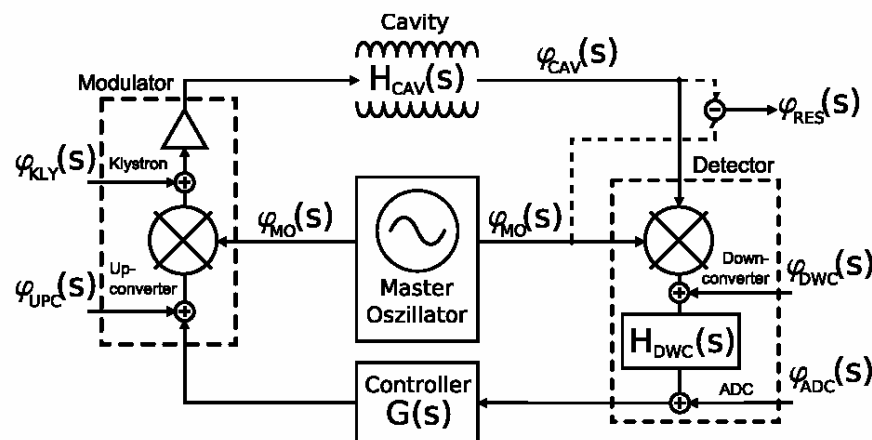 Cavity
H_CAV(s)
φ_CAV(s)
φ_RES(s)
Modulator
φ_KLY(s)
Klystron
Detector
φ_MO(s)
φ_MO(s)
Master
Oszillator
Up-
converter
φ_UPC(s)
Down-
converter
φ_DWC(s)
H_DWC(s)
ADC
φ_ADC(s)
Controller
G(s)